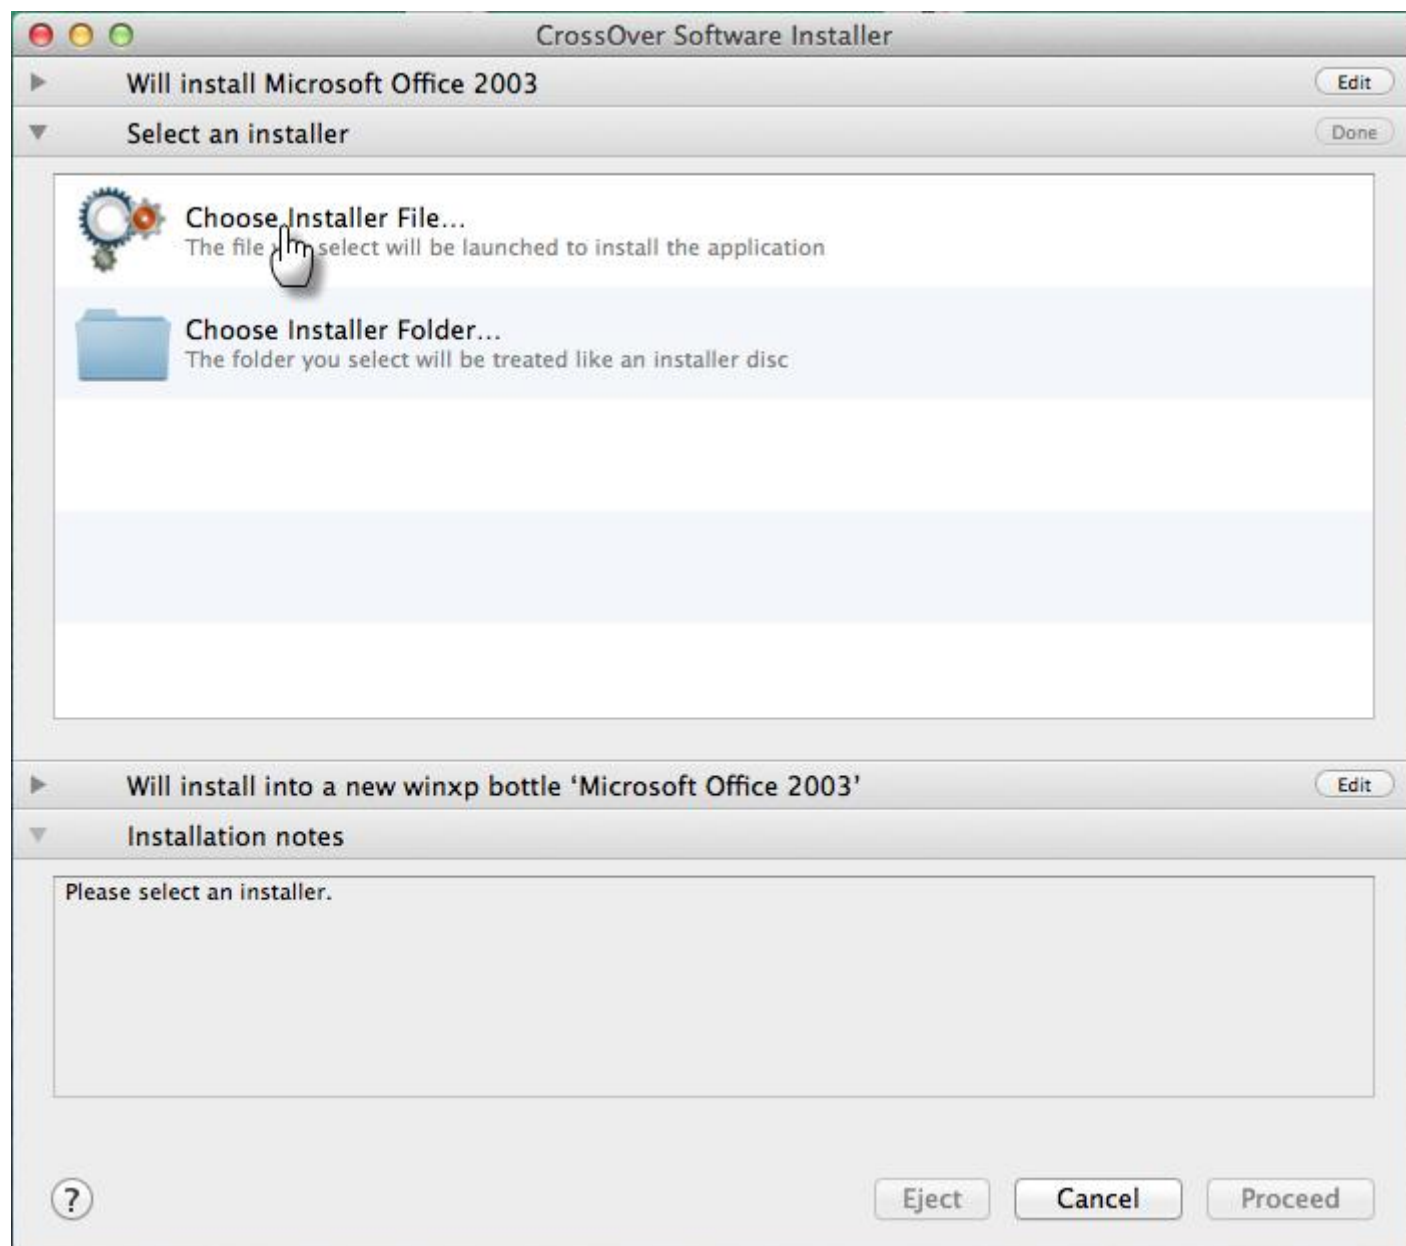 CrossOver Software Installer
Will install Microsoft Office 2003
Edit
Select an installer
Done
Choose Installer File...
The file select will be launched to install the application
Choose Installer Folder...
The folder you select will be treated like an installer disc
Will install into a new winxp bottle ‘Microsoft Office 2003’
Edit
Installation notes
Please select an installer.
?
Eject
Cancel
Proceed